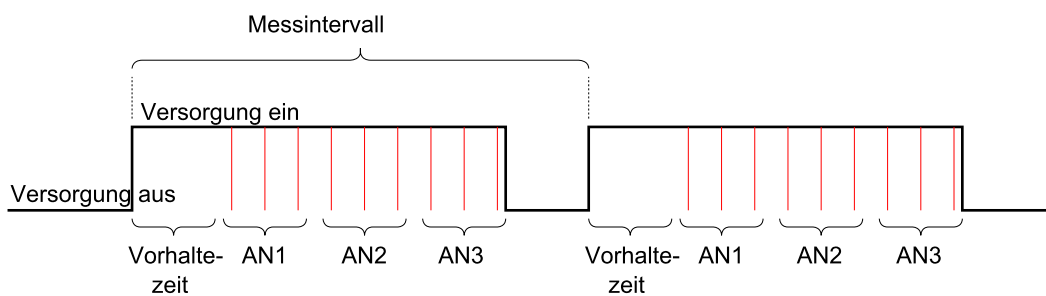 Messintervall
Versorgung ein
Versorgung aus
Vorhalte-
zeit
AN1
AN2
AN3
Vorhalte-
zeit
AN1
AN2
AN3